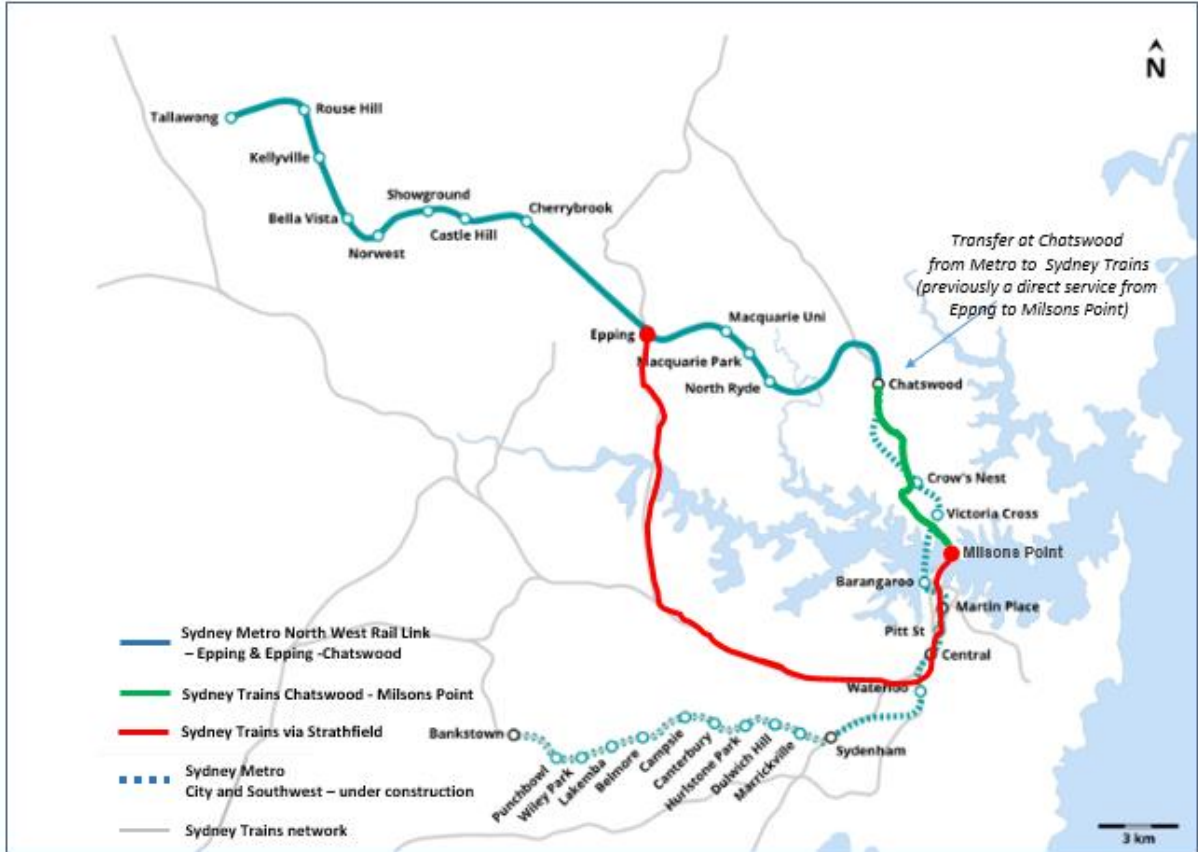 N
Tallawong
Rouse Hill
Kellyville
Bella Vista
Norwest
Showground
Castle Hill
Cherrybrook
Transfer at Chatswood
from Metro to Sydney Trains
(previously a direct service from
Eppng to Milsons Point)
Epping
Macquarie Uni
Macquarie Park
North Ryde
Chatswood
Crow's Nest
Victoria Cross
Milsons Point
Barangaroo
Martin Place
Pitt St
Central
Waterloo
Sydenham
Bankstown
Punchbowl
Wiley Park
Lakemba
Belmore
Campsie
Canterbury
Hurlstone Park
Dulwich Hill
Marrickville
Sydney Metro North West Rail Link
– Epping & Epping -Chatswood
Sydney Trains Chatswood - Milsons Point
Sydney Trains via Strathfield
Sydney Metro
City and Southwest – under construction
Sydney Trains network
3 km